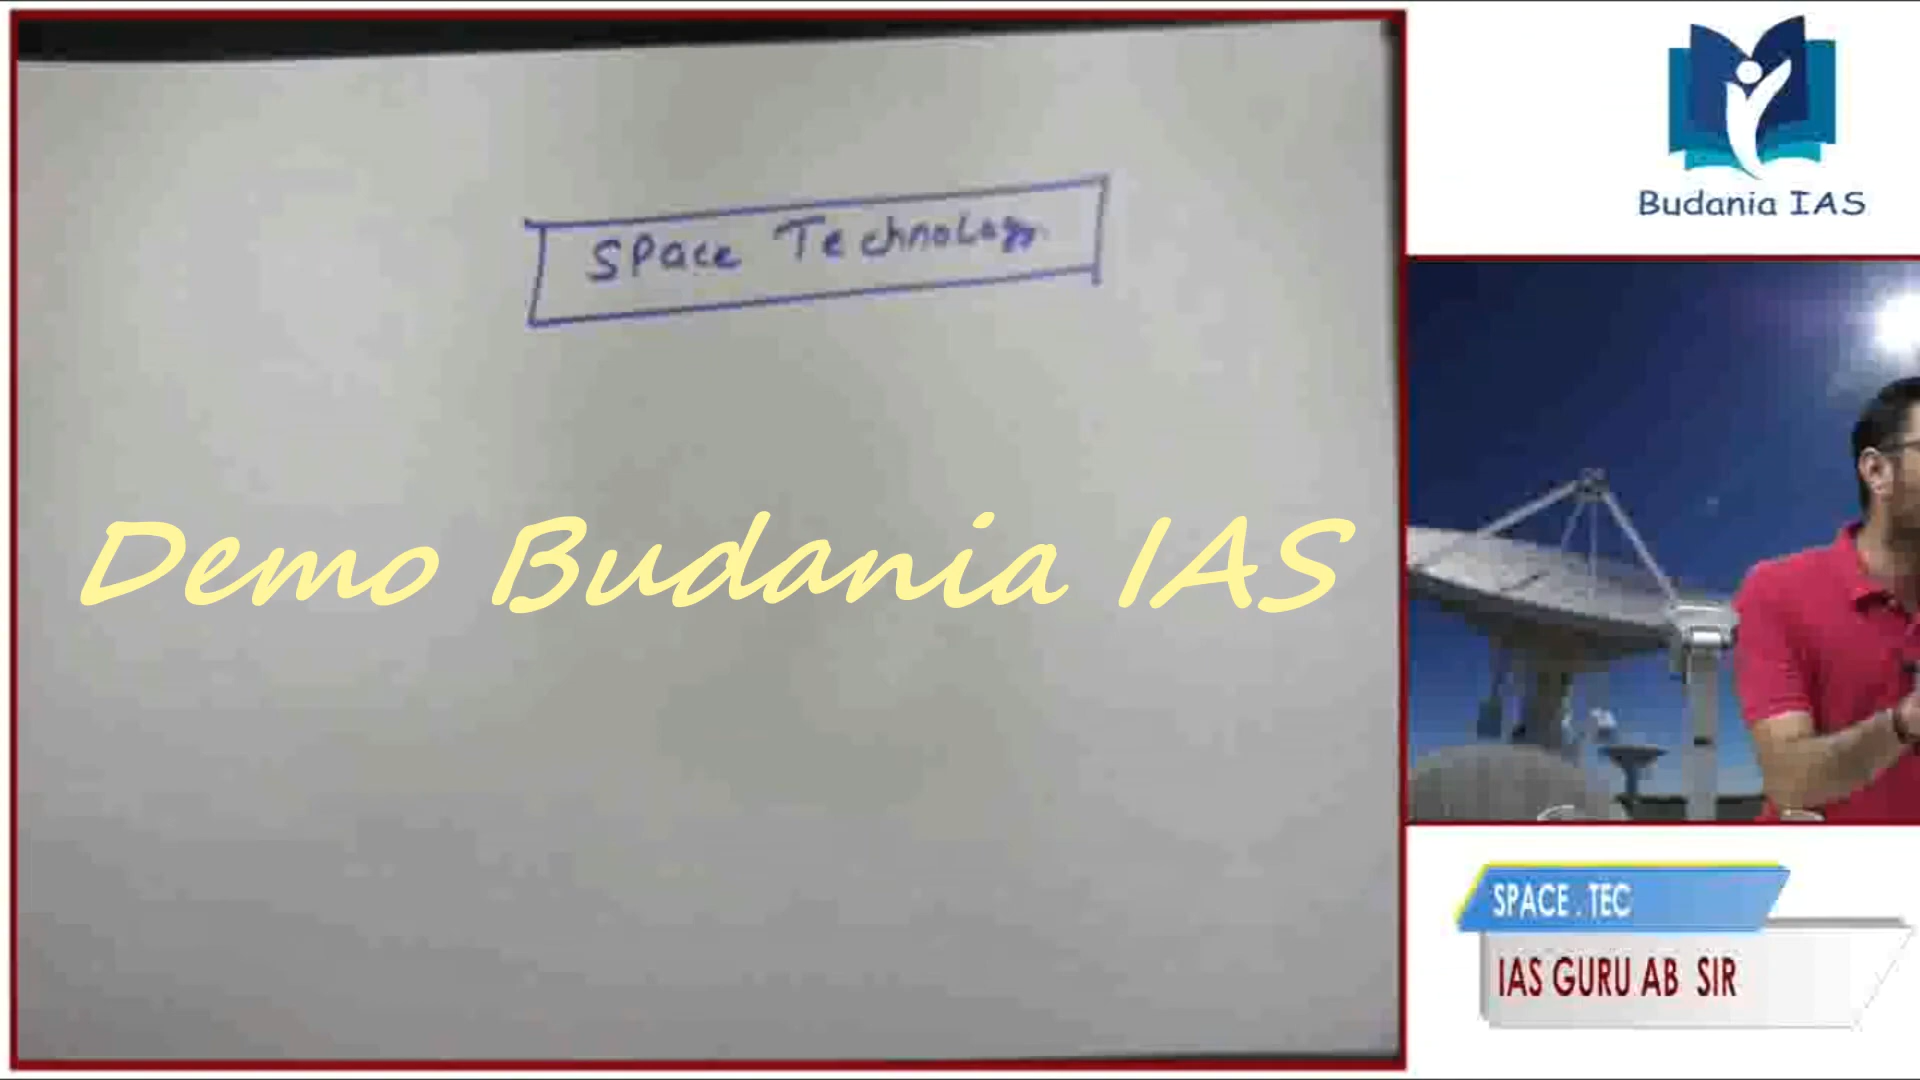 SPace Technology
Demo Budania IAS
Budania IAS
SPACE . TEC
IAS GURU AB SIR